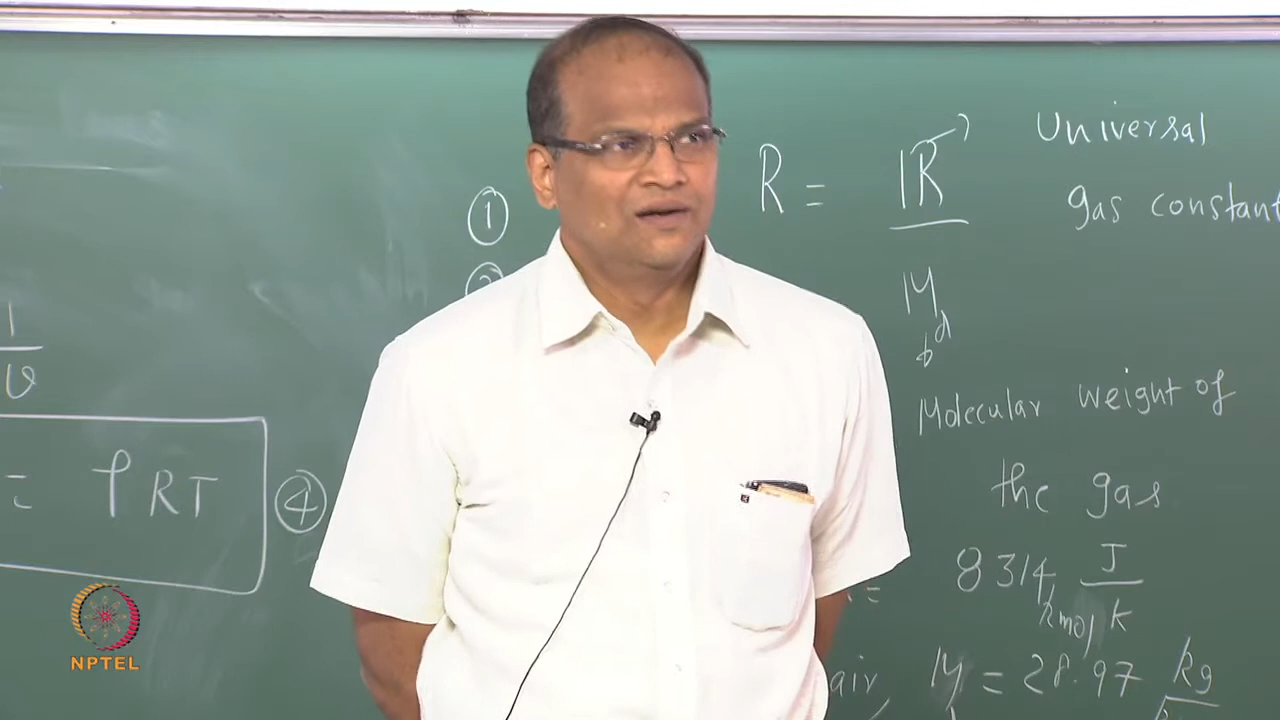 1
υ
= ρRT
④
①
R = ℝ
Universal
gas constant
M
Molecular weight of
the gas
= 8314 J
kmol K
air, M = 28.97 kg
NPTEL